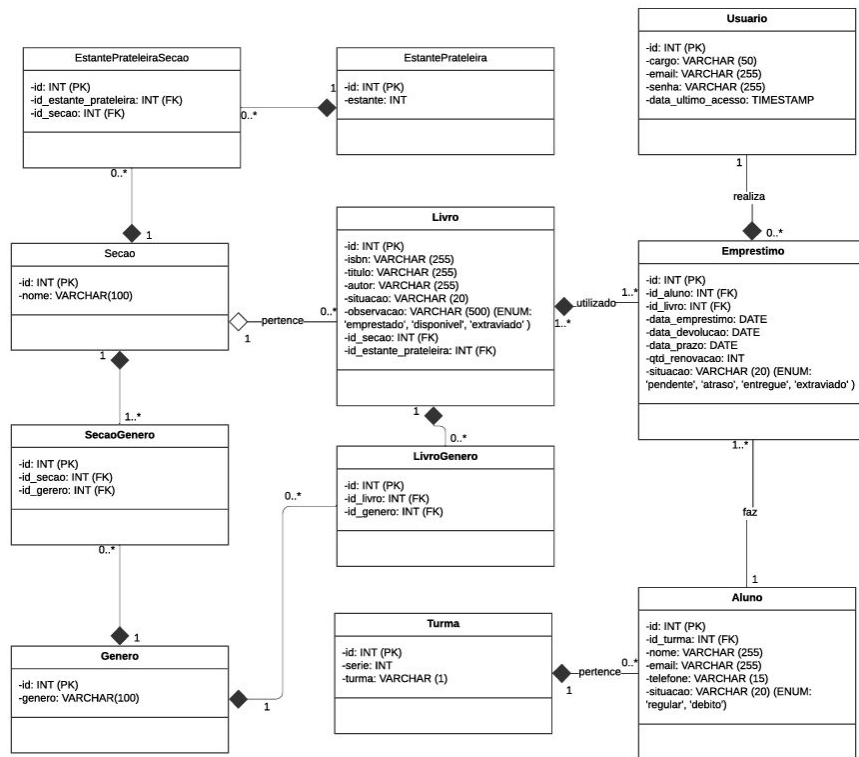 EstantePrateleiraSecao
-id: INT (PK)
-id_estante_prateleira: INT (FK)
-id_secao: INT (FK)
0..*
0..*
1
EstantePrateleira
-id: INT (PK)
-estante: INT
Usuario
-id: INT (PK)
-cargo: VARCHAR (50)
-email: VARCHAR (255)
-senha: VARCHAR (255)
-data_ultimo_acesso: TIMESTAMP
1
realiza
0..*
1
Secao
-id: INT (PK)
-nome: VARCHAR(100)
1
pertence
0..*
Livro
-id: INT (PK)
-isbn: VARCHAR (255)
-titulo: VARCHAR (255)
-autor: VARCHAR (255)
-situacao: VARCHAR (20)
-observacao: VARCHAR (500) (ENUM:
'emprestado', 'disponivel', 'extraviado' )
-id_secao: INT (FK)
-id_estante_prateleira: INT (FK)
1..*
utilizado
1..*
Emprestimo
-id: INT (PK)
-id_aluno: INT (FK)
-id_livro: INT (FK)
-data_emprestimo: DATE
-data_devolucao: DATE
-data_prazo: DATE
-qtd_renovacao: INT
-situacao: VARCHAR (20) (ENUM:
'pendente', 'atraso', 'entregue', 'extraviado' )
1
1..*
SecaoGenero
-id: INT (PK)
-id_secao: INT (FK)
-id_gerero: INT (FK)
0..*
1
0..*
LivroGenero
-id: INT (PK)
-id_livro: INT (FK)
-id_genero: INT (FK)
0..*
1..*
faz
1
1
Genero
-id: INT (PK)
-genero: VARCHAR(100)
1
Turma
-id: INT (PK)
-serie: INT
-turma: VARCHAR (1)
1
pertence
0..*
Aluno
-id: INT (PK)
-id_turma: INT (FK)
-nome: VARCHAR (255)
-email: VARCHAR (255)
-telefone: VARCHAR (15)
-situacao: VARCHAR (20) (ENUM:
'regular', 'debito')